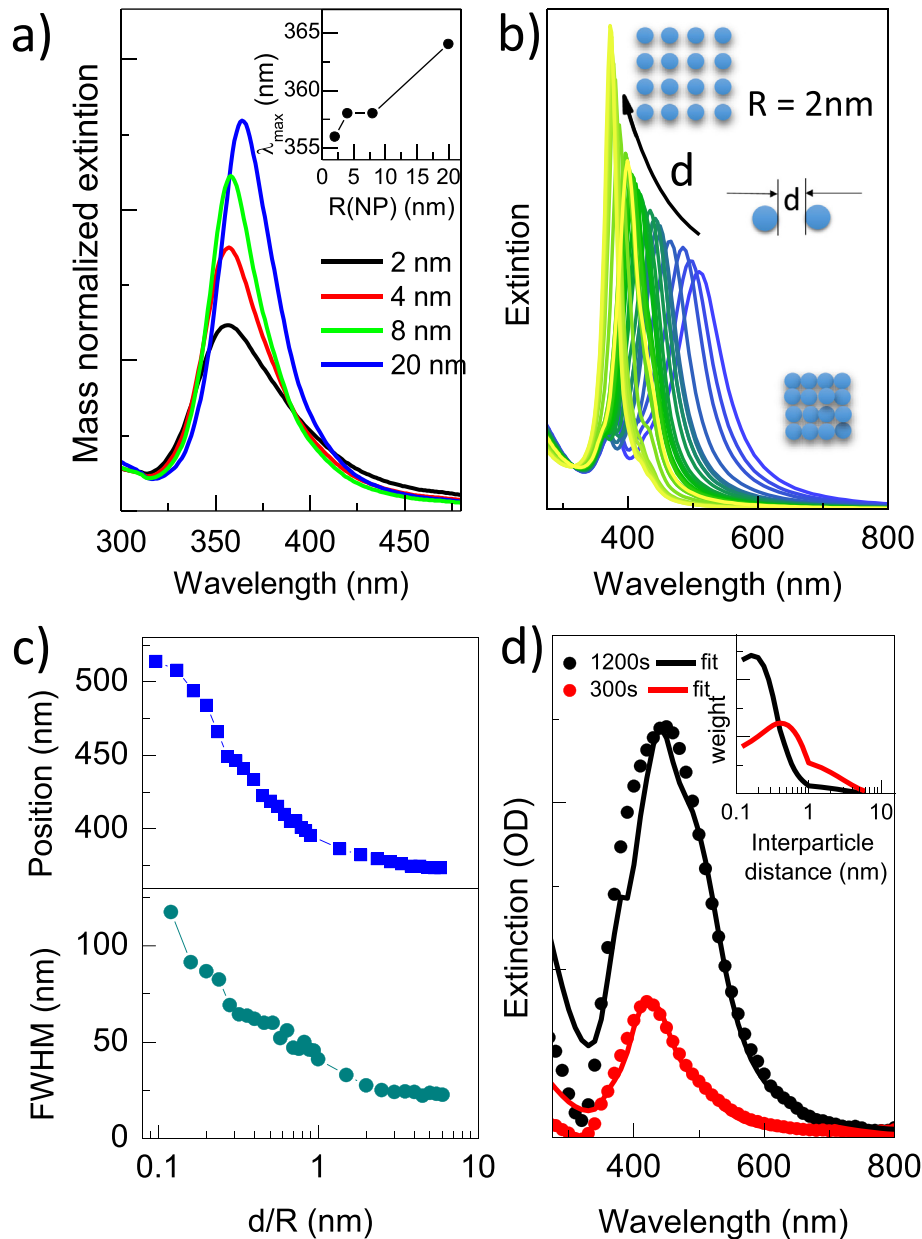 a)
365
360
355
λmax (nm)
0 5 10 15 20
R(NP) (nm)
2 nm
4 nm
8 nm
20 nm
Mass normalized extintion
300 350 400 450
Wavelength (nm)
b)
R = 2nm
d
d
Extintion
400 600 800
Wavelength (nm)
c)
500
450
400
Position (nm)
100
50
0
FWHM (nm)
0.1 1 10
d/R (nm)
d)
1200s fit
300s fit
weight
0.1 1 10
Interparticle
distance (nm)
Extinction (OD)
400 600 800
Wavelength (nm)